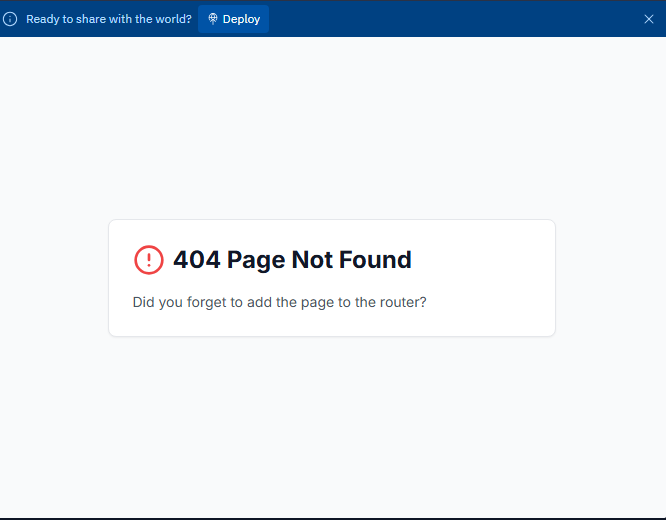 Ready to share with the world? Deploy
404 Page Not Found
Did you forget to add the page to the router?